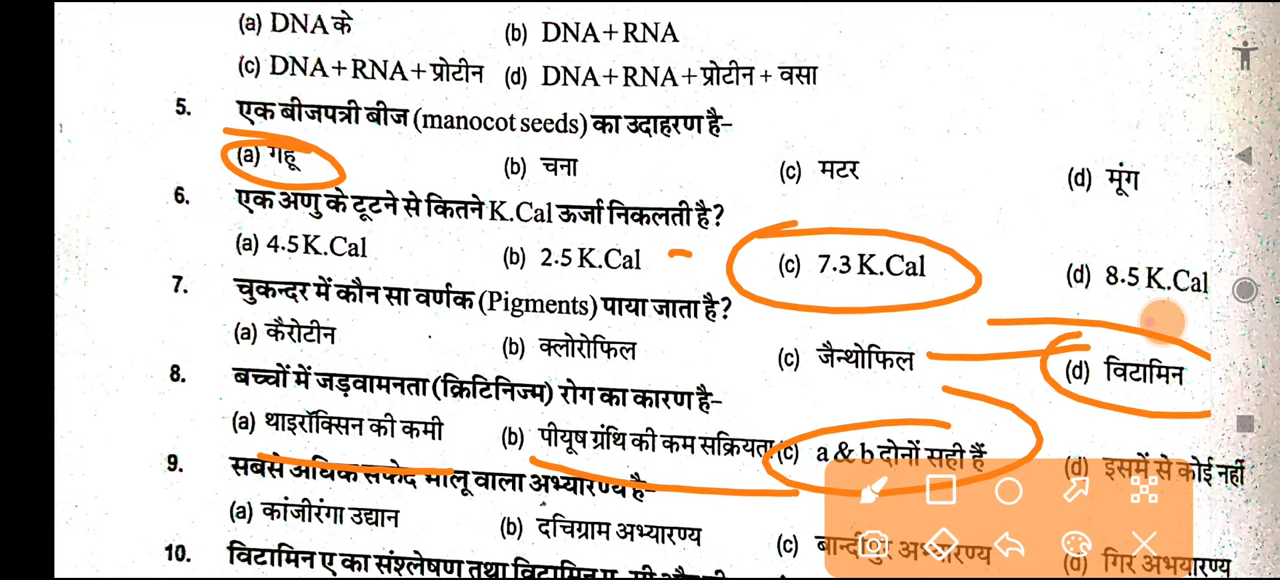 (a) DNA के (b) DNA+RNA
(c) DNA+RNA+प्रोटीन (d) DNA+RNA+प्रोटीन+वसा
5. एक बीजपत्री बीज (manocot seeds) का उदाहरण है-
(a) गहू (b) चना (c) मटर (d) मूंग
6. एक अणु के टूटने से कितने K.Cal ऊर्जा निकलती है?
(a) 4.5 K.Cal (b) 2.5 K.Cal (c) 7.3 K.Cal (d) 8.5 K.Cal
7. चुकन्दर में कौन सा वर्णक (Pigments) पाया जाता है?
(a) कैरोटीन (b) क्लोरोफिल (c) जैन्थोफिल (d) विटामिन
8. बच्चों में जड़वामनता (क्रिटिनिज्म) रोग का कारण है-
(a) थाइरॉक्सिन की कमी (b) पीयूष ग्रंथि की कम सक्रियता (c) a & b दोनों सही हैं (d) इसमें से कोई नहीं
9. सबसे अधिक सफेद भालू वाला अभ्यारण्य है-
(a) कांजीरंगा उद्यान (b) दचिग्राम अभ्यारण्य (c) बान्दीपुर अभ्यारण्य (d) गिर अभयारण्य
10. विटामिन ए का संश्लेषण तथा विटामिन